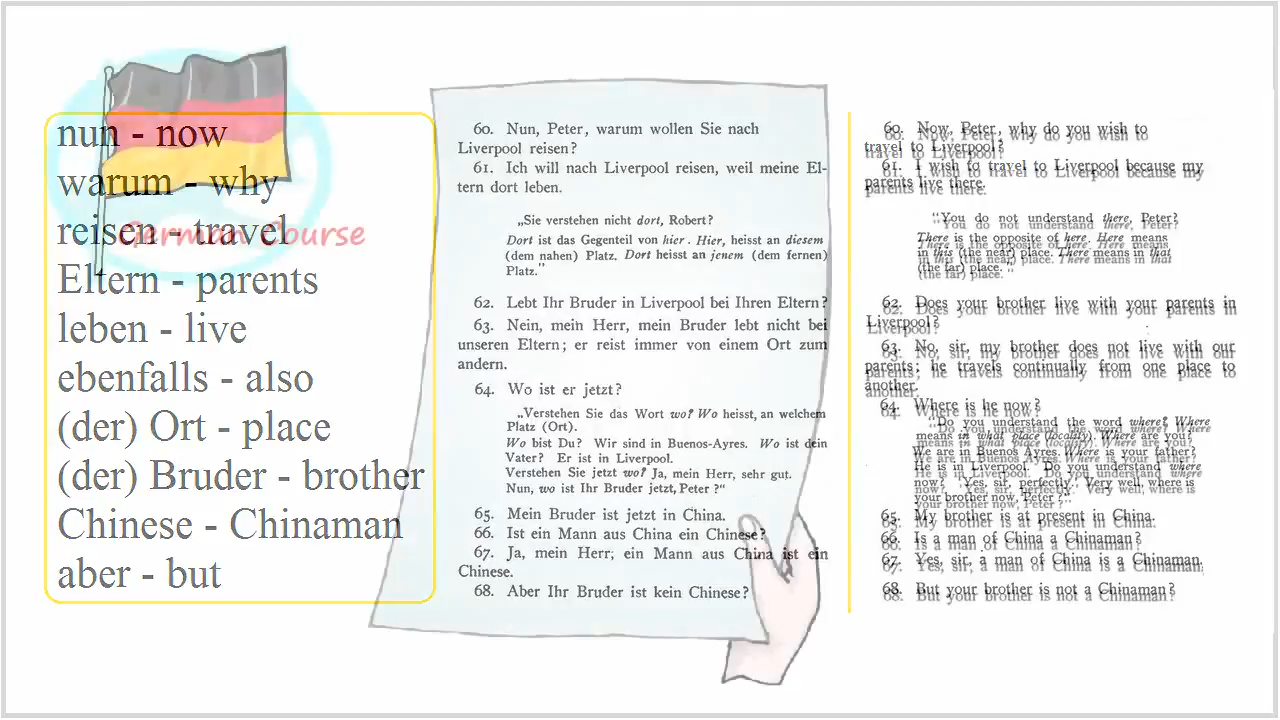 nun - now
warum - why
reisen - travel
Eltern - parents
leben - live
ebenfalls - also
(der) Ort - place
(der) Bruder - brother
Chinese - Chinaman
aber - but
German Course
60. Nun, Peter, warum wollen Sie nach
Liverpool reisen?
61. Ich will nach Liverpool reisen, weil meine El-
tern dort leben.
„Sie verstehen nicht dort, Robert?
Dort ist das Gegenteil von hier. Hier, heisst an diesem
(dem nahen) Platz. Dort heisst an jenem (dem fernen)
Platz.“
62. Lebt Ihr Bruder in Liverpool bei Ihren Eltern?
63. Nein, mein Herr, mein Bruder lebt nicht bei
unseren Eltern; er reist immer von einem Ort zum
andern.
64. Wo ist er jetzt?
„Verstehen Sie das Wort wo? Wo heisst, an welchem
Platz (Ort).
Wo bist Du? Wir sind in Buenos-Ayres. Wo ist dein
Vater? Er ist in Liverpool.
Verstehen Sie jetzt wo? Ja, mein Herr, sehr gut.
Nun, wo ist Ihr Bruder jetzt, Peter?“
65. Mein Bruder ist jetzt in China.
66. Ist ein Mann aus China ein Chinese?
67. Ja, mein Herr; ein Mann aus China ist ein
Chinese.
68. Aber Ihr Bruder ist kein Chinese?
60. Now, Peter, why do you wish to
travel to Liverpool?
61. I wish to travel to Liverpool because my
parents live there.
“You do not understand there, Peter?
There is the opposite of here. Here means
in this (the near) place. There means in that
(the far) place.“
62. Does your brother live with your parents in
Liverpool?
63. No, sir, my brother does not live with our
parents; he travels continually from one place to
another.
64. Where is he now?
“Do you understand the word where? Where
means in what place (locality). Where are you?
We are in Buenos Ayres. Where is your father?
He is in Liverpool. Do you understand where
now? Yes, sir, perfectly. Very well, where is
your brother now, Peter?“
65. My brother is at present in China.
66. Is a man of China a Chinaman?
67. Yes, sir, a man of China is a Chinaman.
68. But your brother is not a Chinaman?